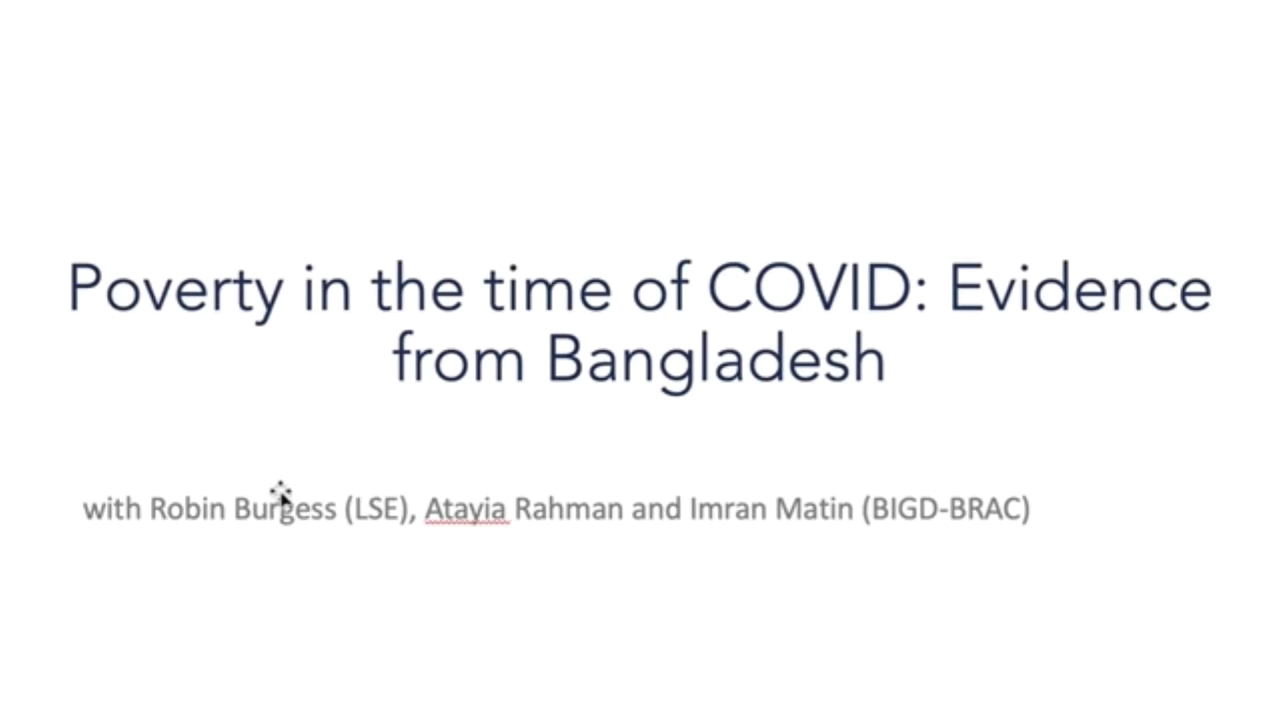 Poverty in the time of COVID: Evidence
from Bangladesh
with Robin Burgess (LSE), Atayia Rahman and Imran Matin (BIGD-BRAC)